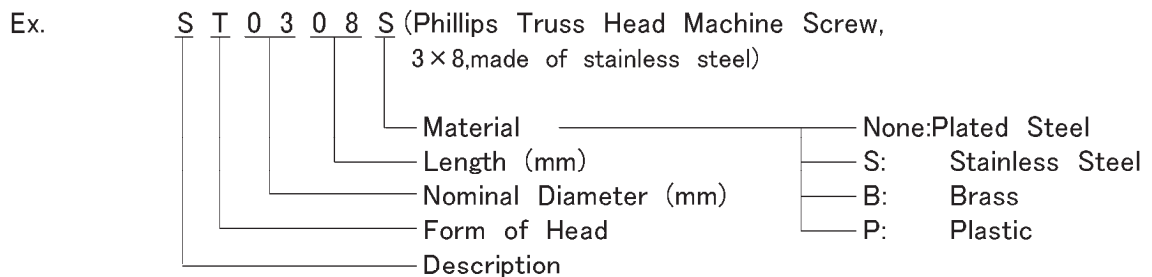 Ex. S T 0 3 0 8 S (Phillips Truss Head Machine Screw,
3×8,made of stainless steel)
Material None:Plated Steel
Length (mm) S: Stainless Steel
Nominal Diameter (mm) B: Brass
Form of Head P: Plastic
Description